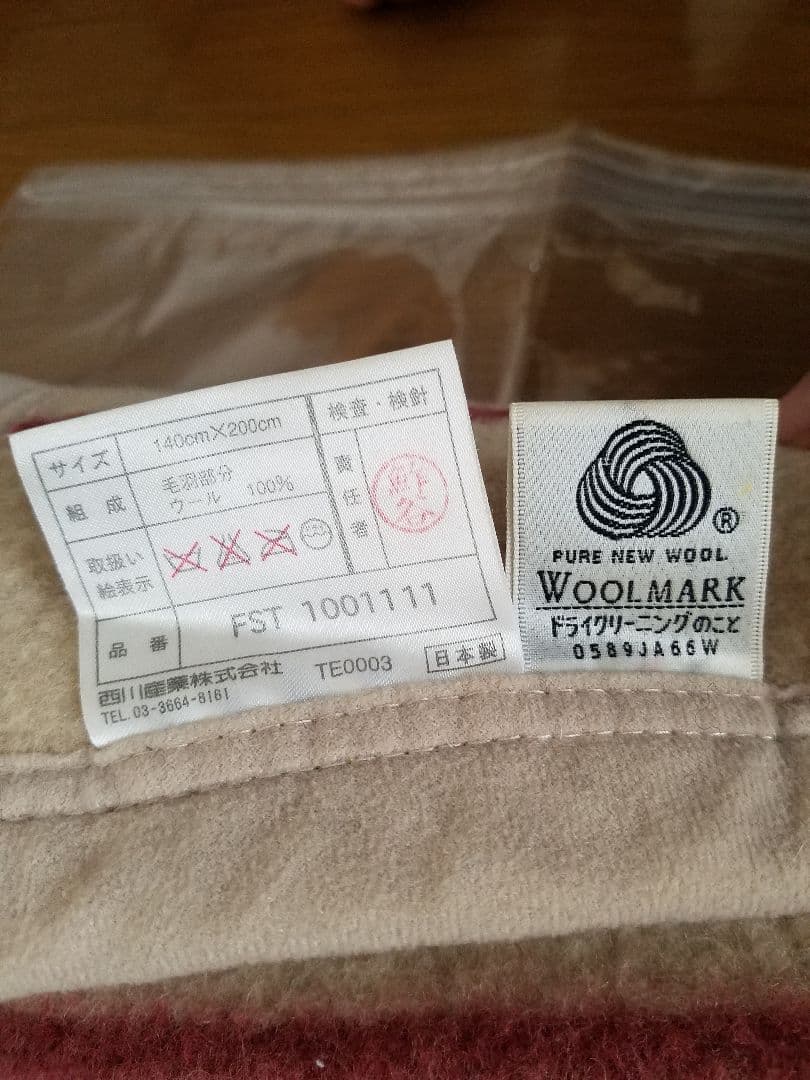 サイズ 140cm×200cm 検査・検針
組成 毛羽部分
ウール 100%
責任者
取扱い
絵表示
品番 FST 1001111
西川産業株式会社 TE0003 日本製
TEL.03-3664-8161
®
PURE NEW WOOL
WOOLMARK
ドライクリーニングのこと
0589JA66W